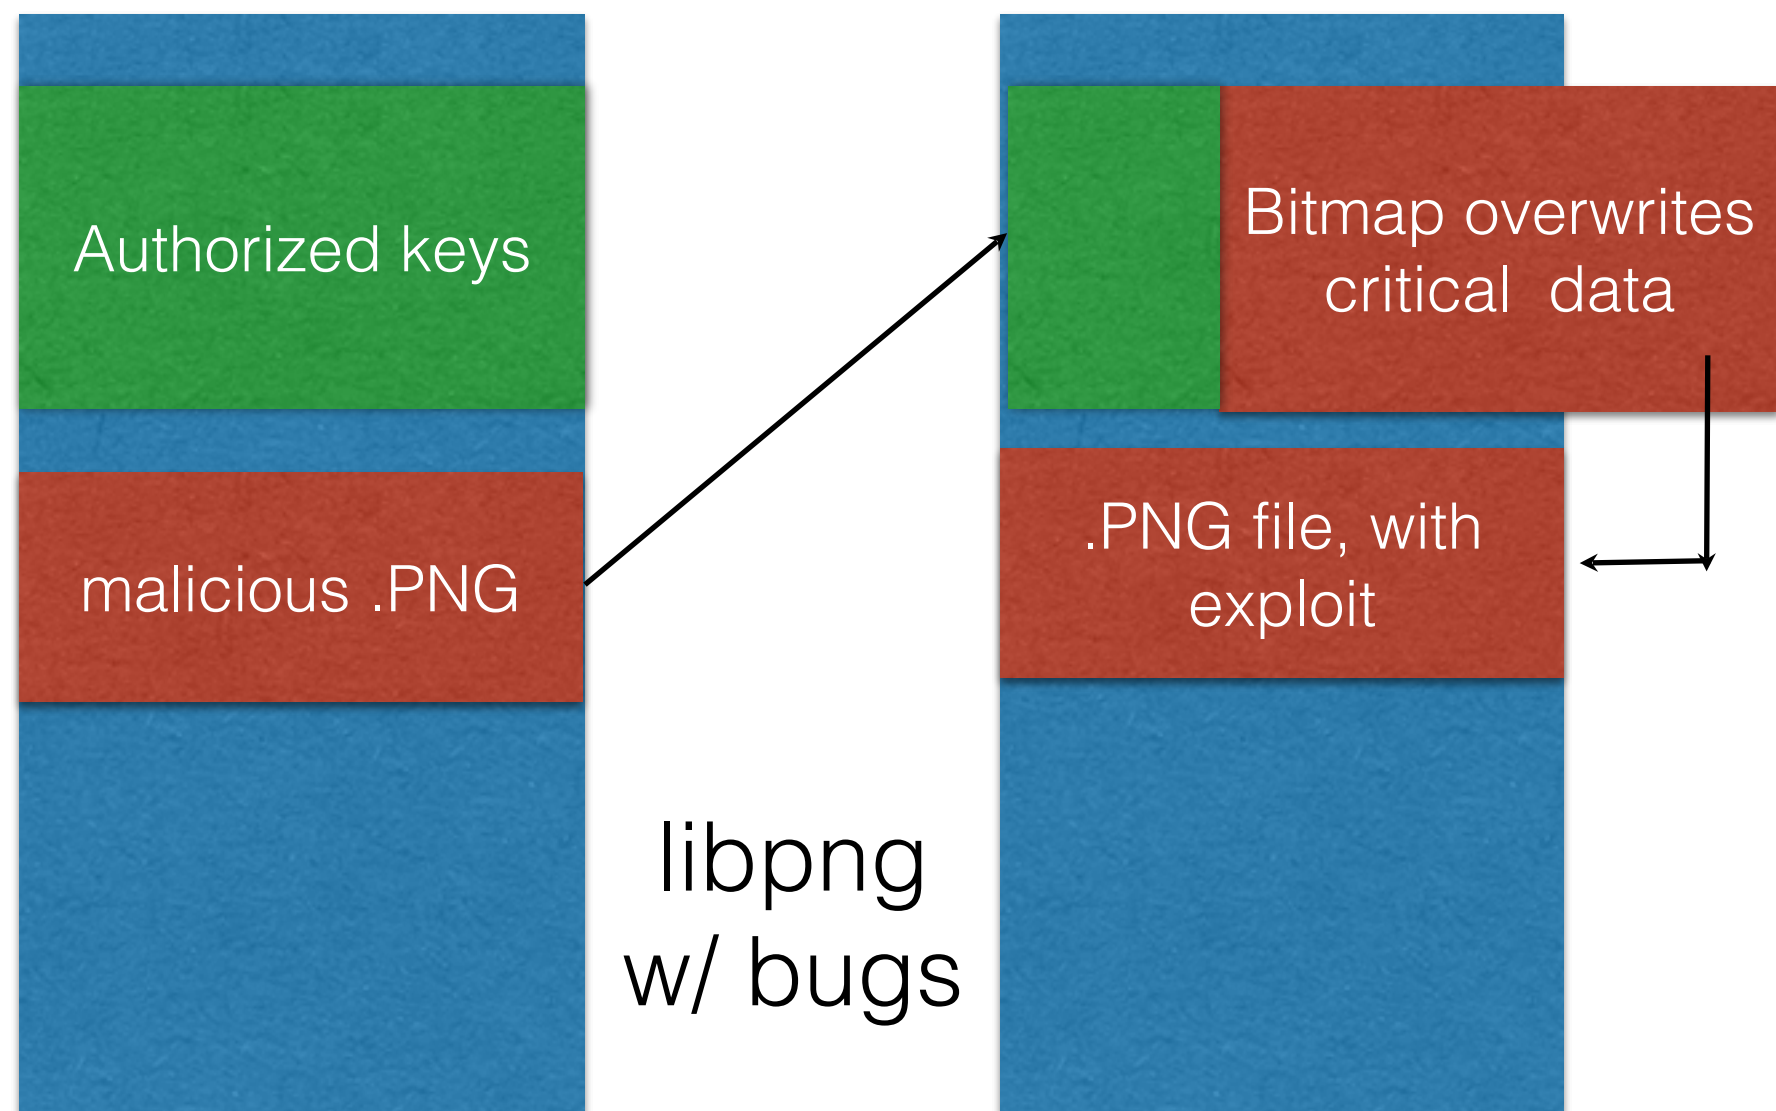 Authorized keys
malicious .PNG
libpng
w/ bugs
Bitmap overwrites
critical data
.PNG file, with
exploit